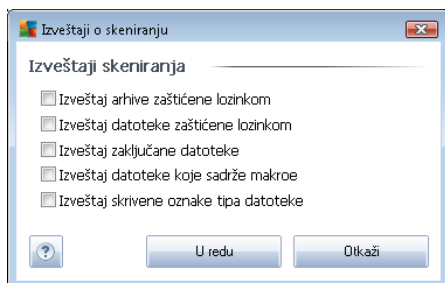 Izveštaji o skeniranju
Izveštaji skeniranja
Izveštaj arhive zaštićene lozinkom
Izveštaj datoteke zaštićene lozinkom
Izveštaj zaključane datoteke
Izveštaj datoteke koje sadrže makroe
Izveštaj skrivene oznake tipa datoteke
?
U redu
Otkaži